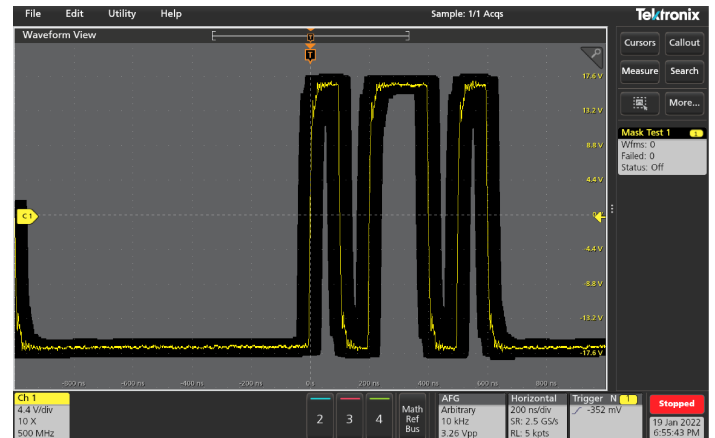 File Edit Utility Help Sample: 1/1 Acqs Tektronix
Waveform View
T
T
Cursors Callout
Measure Search
More...
Mask Test 1 1
Wfms: 0
Failed: 0
Status: Off
17.6 V
13.2 V
8.8 V
4.4 V
C 1
-4.4 V
-8.8 V
-13.2 V
-17.6 V
-800 ns -600 ns -400 ns -200 ns 0 s 200 ns 400 ns 600 ns 800 ns
Ch 1
4.4 V/div
10 X
500 MHz
2 3 4
Math
Ref
Bus
AFG
Arbitrary
10 kHz
3.26 Vpp
Horizontal
200 ns/div
SR: 2.5 GS/s
RL: 5 kpts
Trigger N 1
-352 mV
Stopped
19 Jan 2022
6:55:43 PM